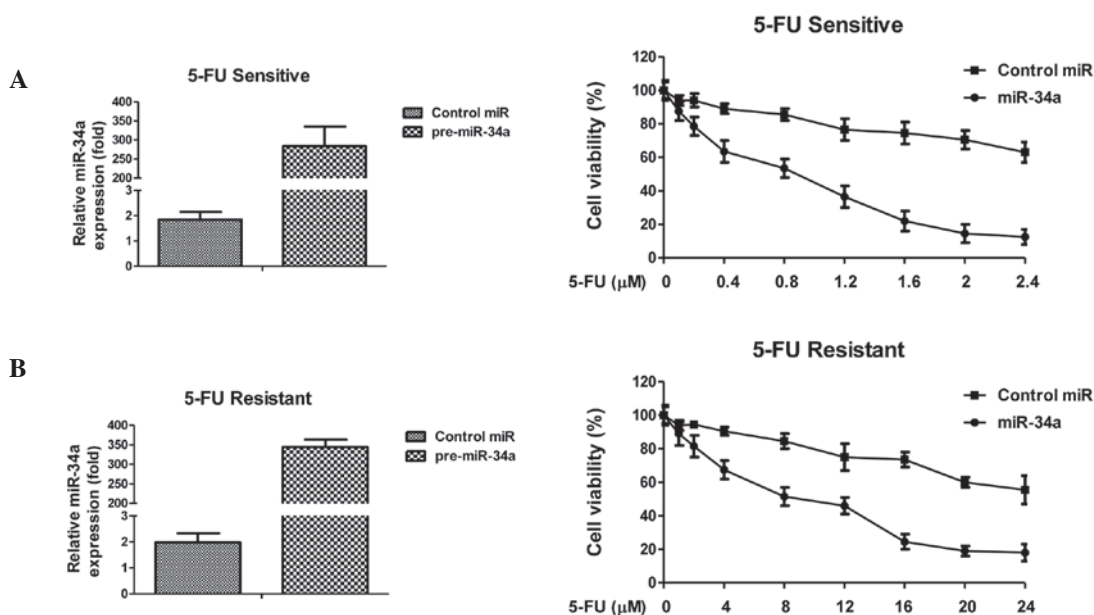 A
5-FU Sensitive
Relative miR-34a
expression (fold)
400
350
300
250
200
3
2
1
0
Control miR
pre-miR-34a
5-FU Sensitive
Cell viability (%)
120
100
80
60
40
20
0
Control miR
miR-34a
5-FU (μM) 0 0.4 0.8 1.2 1.6 2 2.4
B
5-FU Resistant
Relative miR-34a
expression (fold)
400
350
300
250
200
3
2
1
0
Control miR
pre-miR-34a
5-FU Resistant
Cell viability (%)
120
100
80
60
40
20
0
Control miR
miR-34a
5-FU (μM) 0 4 8 12 16 20 24